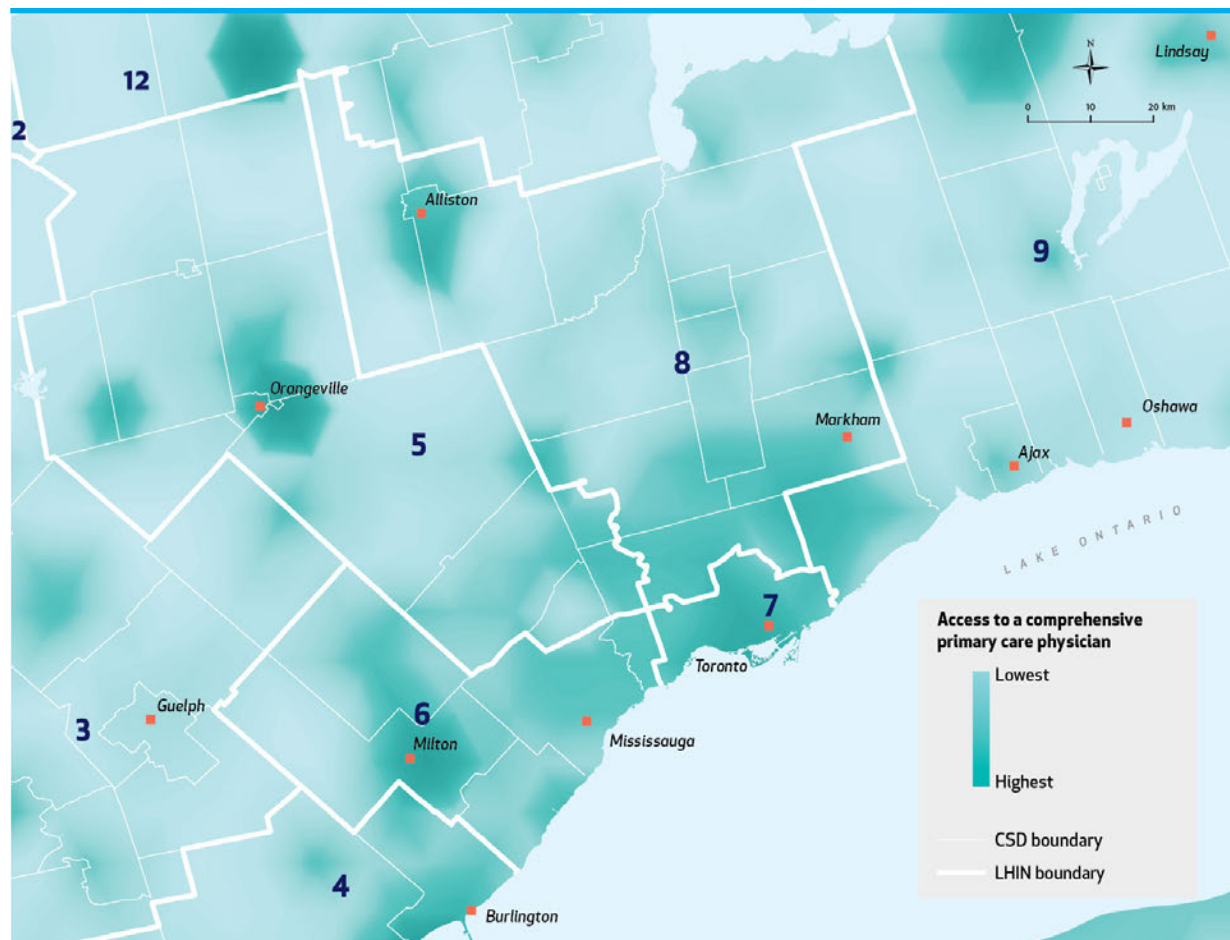 12
2
N
0 10 20 km
Lindsay
Alliston
9
8
Orangeville
5
Markham
Oshawa
Ajax
LAKE ONTARIO
7
Toronto
Guelph
3
6
Milton
Mississauga
4
Burlington
Access to a comprehensive
primary care physician
Lowest
Highest
CSD boundary
LHIN boundary